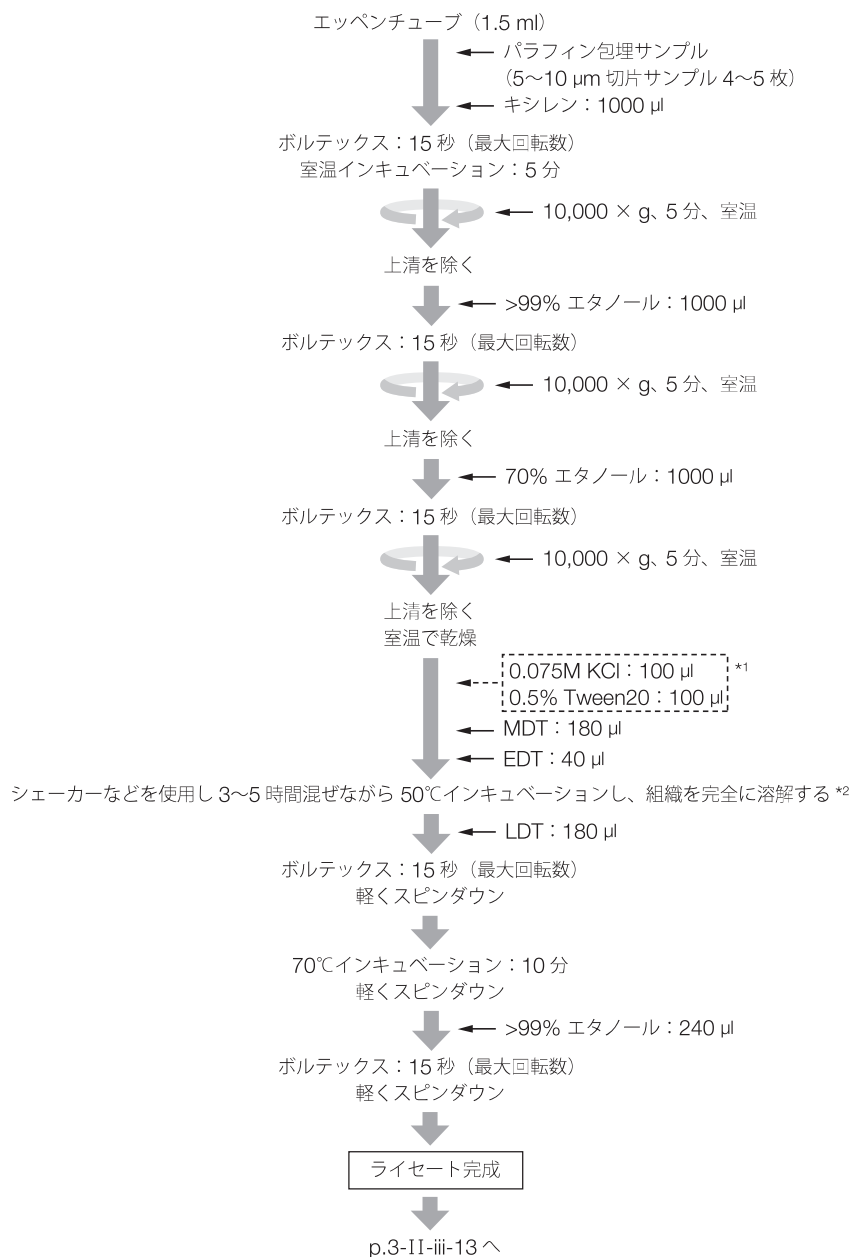 エッペンチューブ（1.5 ml）
パラフィン包埋サンプル
（5〜10 µm 切片サンプル 4〜5 枚）
キシレン：1000 µl
ボルテックス：15 秒（最大回転数）
室温インキュベーション：5 分
10,000 × g、5 分、室温
上清を除く
>99% エタノール：1000 µl
ボルテックス：15 秒（最大回転数）
10,000 × g、5 分、室温
上清を除く
70% エタノール：1000 µl
ボルテックス：15 秒（最大回転数）
10,000 × g、5 分、室温
上清を除く
室温で乾燥
0.075M KCl：100 µl *1
0.5% Tween20：100 µl
MDT：180 µl
EDT：40 µl
シェーカーなどを使用し 3〜5 時間混ぜながら 50℃インキュベーションし、組織を完全に溶解する *2
LDT：180 µl
ボルテックス：15 秒（最大回転数）
軽くスピンダウン
70℃インキュベーション：10 分
軽くスピンダウン
>99% エタノール：240 µl
ボルテックス：15 秒（最大回転数）
軽くスピンダウン
ライセート完成
p.3-II-iii-13 へ